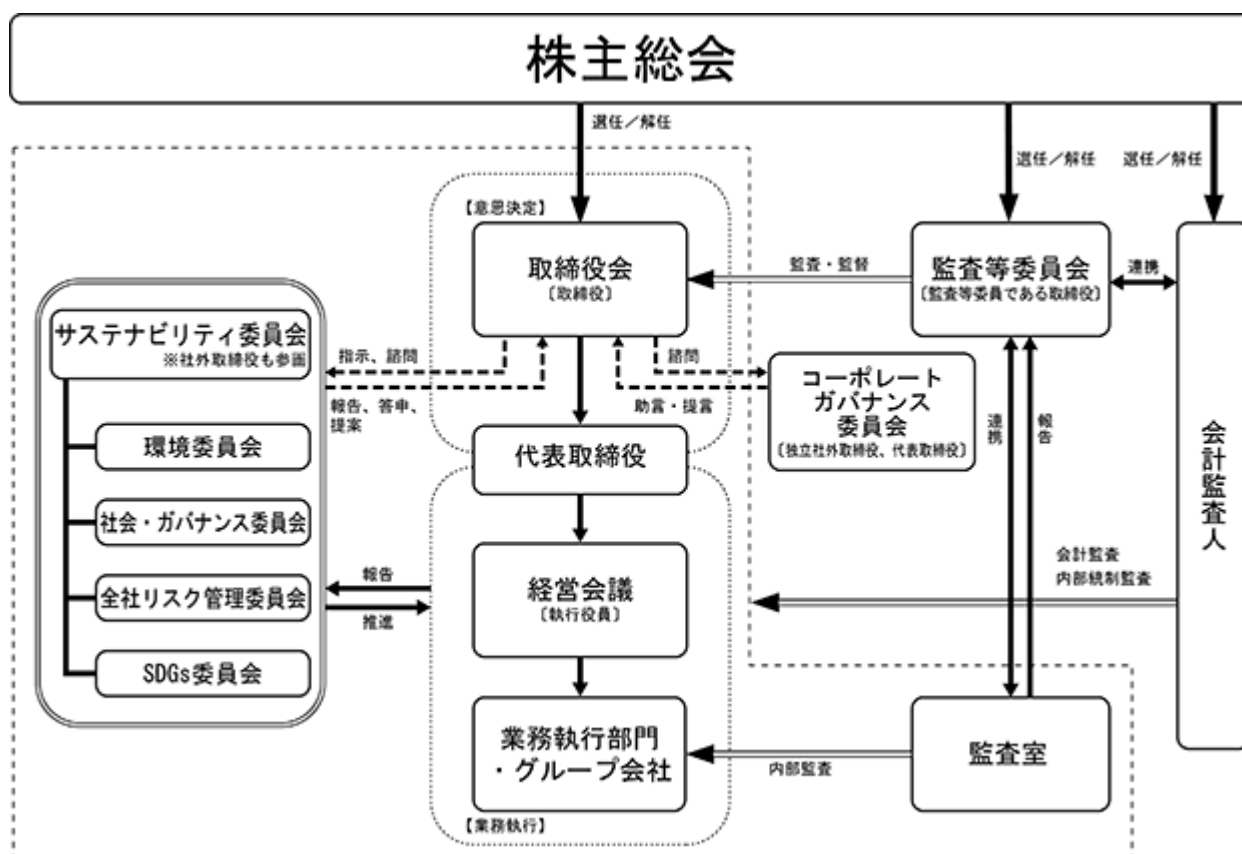 株主総会
選任／解任
選任／解任
選任／解任
【意思決定】
取締役会
〔取締役〕
監査・監督
監査等委員会
〔監査等委員である取締役〕
連携
サステナビリティ委員会
※社外取締役も参画
指示、諮問
報告、答申、
提案
諮問
助言・提言
コーポレート
ガバナンス
委員会
〔独立社外取締役、代表取締役〕
連携
報告
会計監査人
環境委員会
代表取締役
社会・ガバナンス委員会
全社リスク管理委員会
SDGs委員会
報告
推進
経営会議
〔執行役員〕
会計監査
内部統制監査
業務執行部門
・グループ会社
内部監査
監査室
【業務執行】